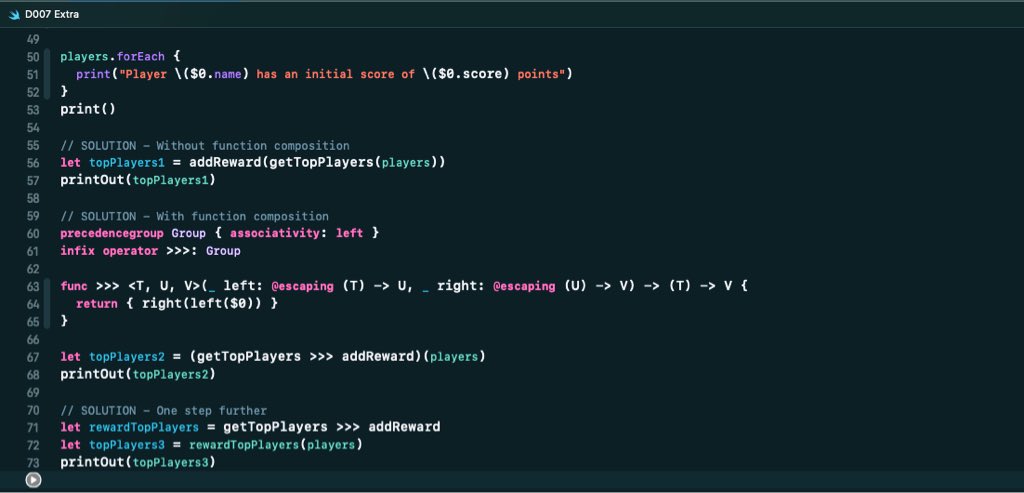 D007 Extra
49
50 players.forEach {
51   print("Player \($0.name) has an initial score of \($0.score) points")
52 }
53 print()
54
55 // SOLUTION - Without function composition
56 let topPlayers1 = addReward(getTopPlayers(players))
57 printOut(topPlayers1)
58
59 // SOLUTION - With function composition
60 precedencegroup Group { associativity: left }
61 infix operator >>>: Group
62
63 func >>> <T, U, V>(_ left: @escaping (T) -> U, _ right: @escaping (U) -> V) -> (T) -> V {
64   return { right(left($0)) }
65 }
66
67 let topPlayers2 = (getTopPlayers >>> addReward)(players)
68 printOut(topPlayers2)
69
70 // SOLUTION - One step further
71 let rewardTopPlayers = getTopPlayers >>> addReward
72 let topPlayers3 = rewardTopPlayers(players)
73 printOut(topPlayers3)